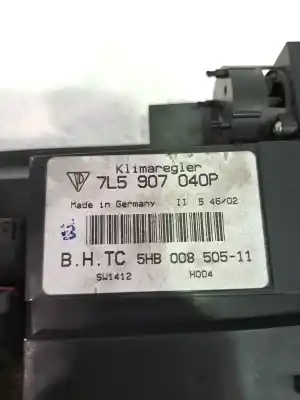 Klimaregler
7L5 907 040P
Made in Germany II 5 46/02
B.H.TC 5HB 008 505-11
SW1412 H004